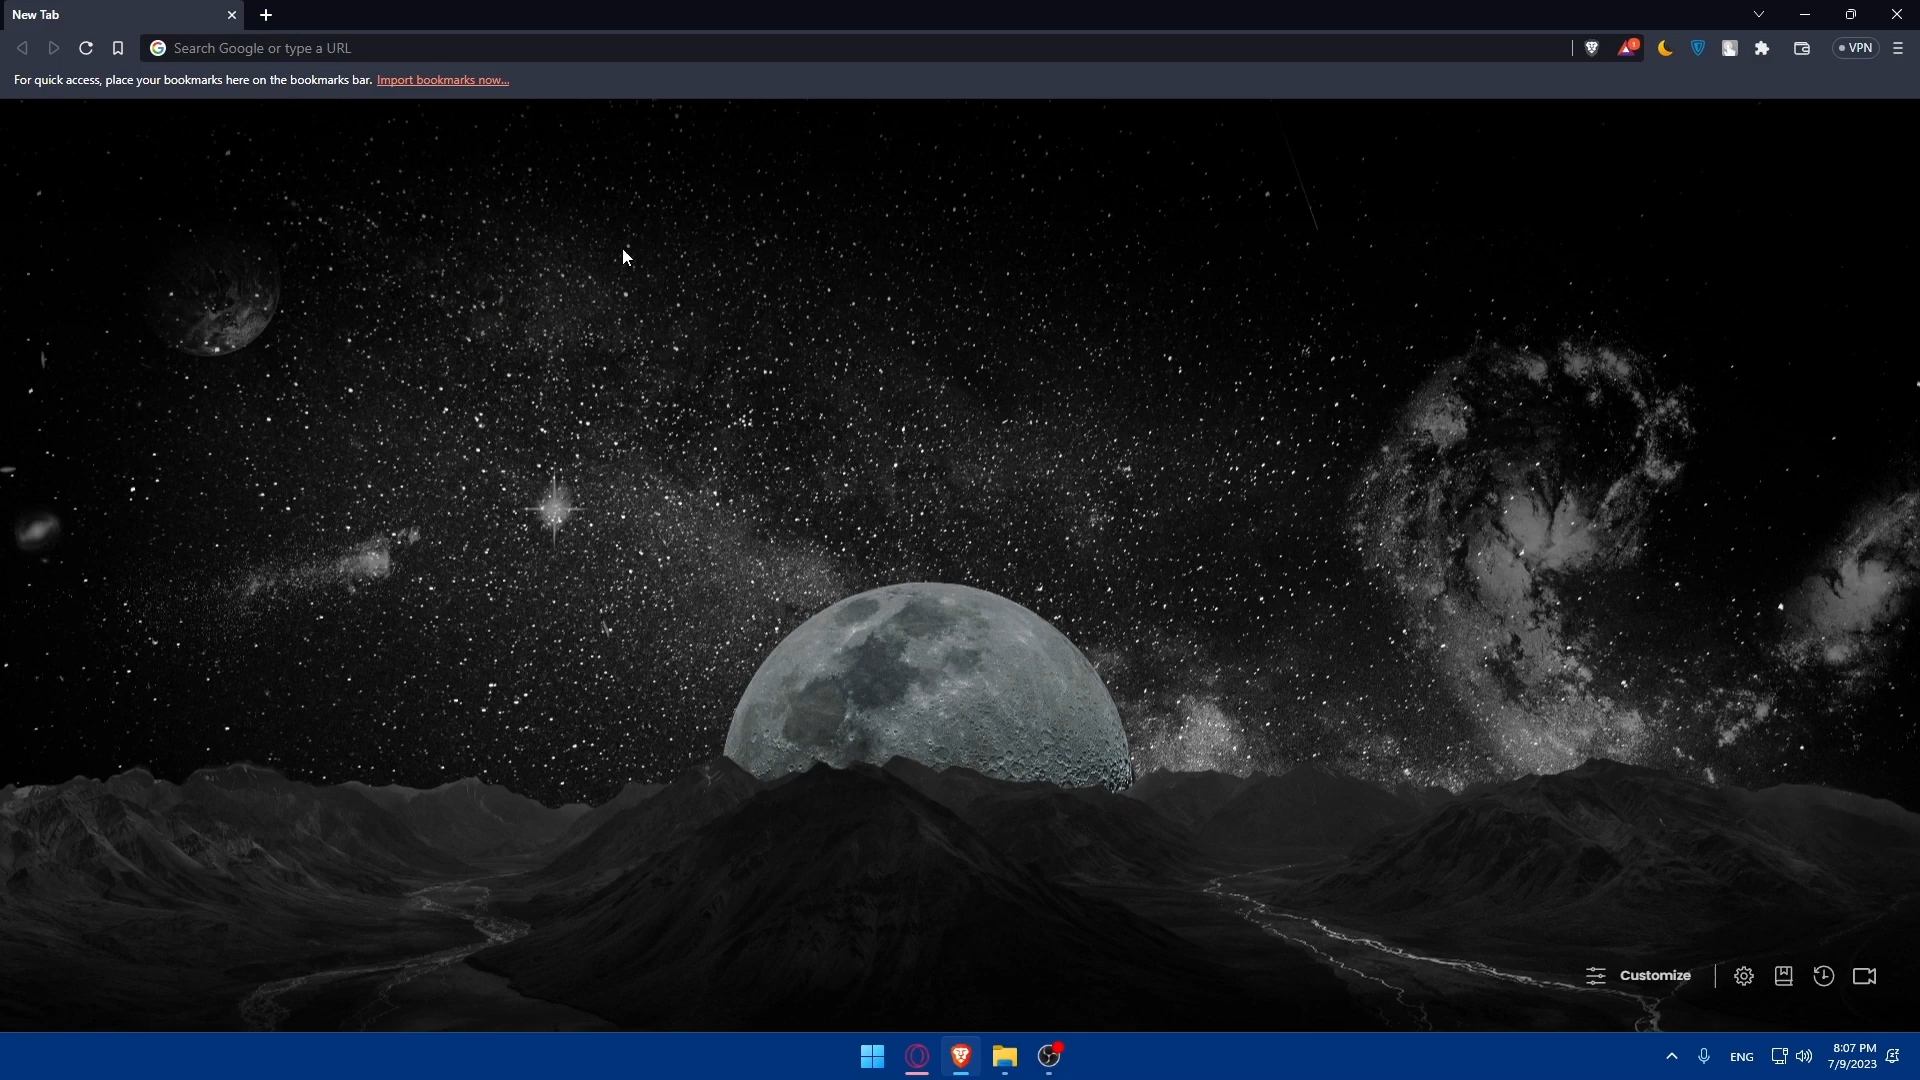 New Tab
Search Google or type a URL
1
VPN
For quick access, place your bookmarks here on the bookmarks bar. Import bookmarks now...
Customize
ENG
8:07 PM
7/9/2023